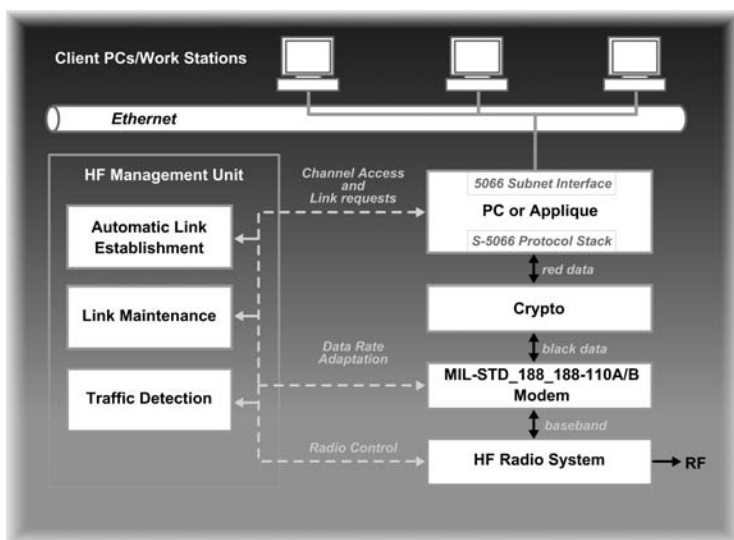 Client PCs/Work Stations
Ethernet
HF Management Unit
Automatic Link
Establishment
Link Maintenance
Traffic Detection
Channel Access
and
Link requests
Data Rate
Adaptation
Radio Control
5066 Subnet Interface
PC or Applique
S-5066 Protocol Stack
red data
Crypto
black data
MIL-STD_188_188-110A/B
Modem
baseband
HF Radio System
RF